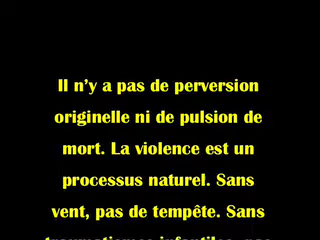 Il n’y a pas de perversion
originelle ni de pulsion de
mort. La violence est un
processus naturel. Sans
vent, pas de tempête. Sans